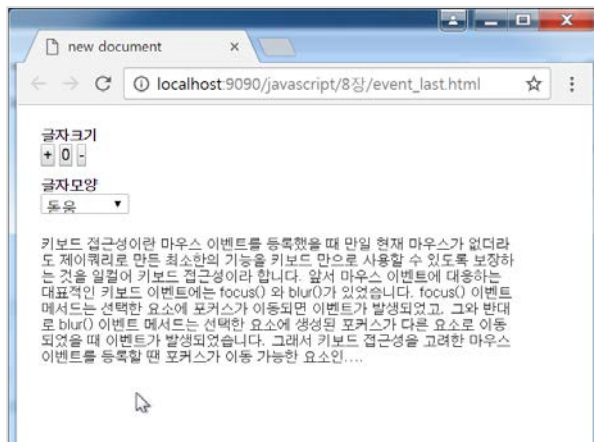 new document
localhost:9090/javascript/8장/event_last.html
글자크기
+ 0 -
글자모양
돋움
키보드 접근성이란 마우스 이벤트를 등록했을 때 만일 현재 마우스가 없더라
도 제이쿼리로 만든 최소한의 기능을 키보드 만으로 사용할 수 있도록 보장하
는 것을 일컬어 키보드 접근성이라 합니다. 앞서 마우스 이벤트에 대응하는
대표적인 키보드 이벤트에는 focus() 와 blur()가 있었습니다. focus() 이벤트
메서드는 선택한 요소에 포커스가 이동되면 이벤트가 발생되었고, 그와 반대
로 blur() 이벤트 메서드는 선택한 요소에 생성된 포커스가 다른 요소로 이동
되었을 때 이벤트가 발생되었습니다. 그래서 키보드 접근성을 고려한 마우스
이벤트를 등록할 땐 포커스가 이동 가능한 요소인....